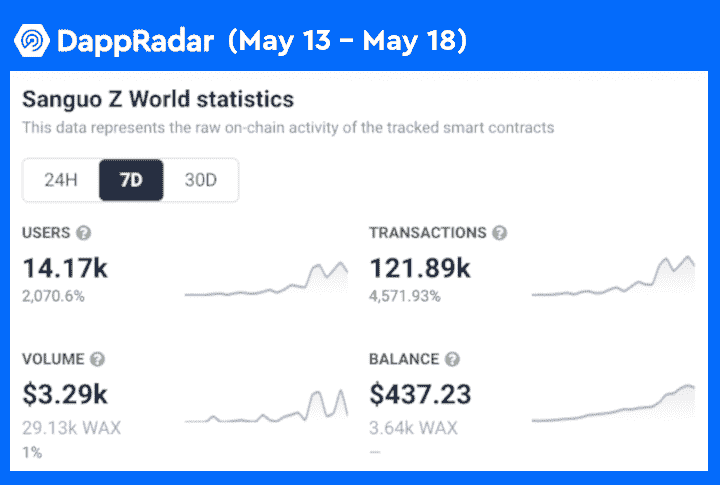 DappRadar (May 13 – May 18)
Sanguo Z World statistics
This data represents the raw on-chain activity of the tracked smart contracts
24H 7D 30D
USERS ?
14.17k
2,070.6%
TRANSACTIONS ?
121.89k
4,571.93%
VOLUME ?
$3.29k
29.13k WAX
1%
BALANCE ?
$437.23
3.64k WAX
—